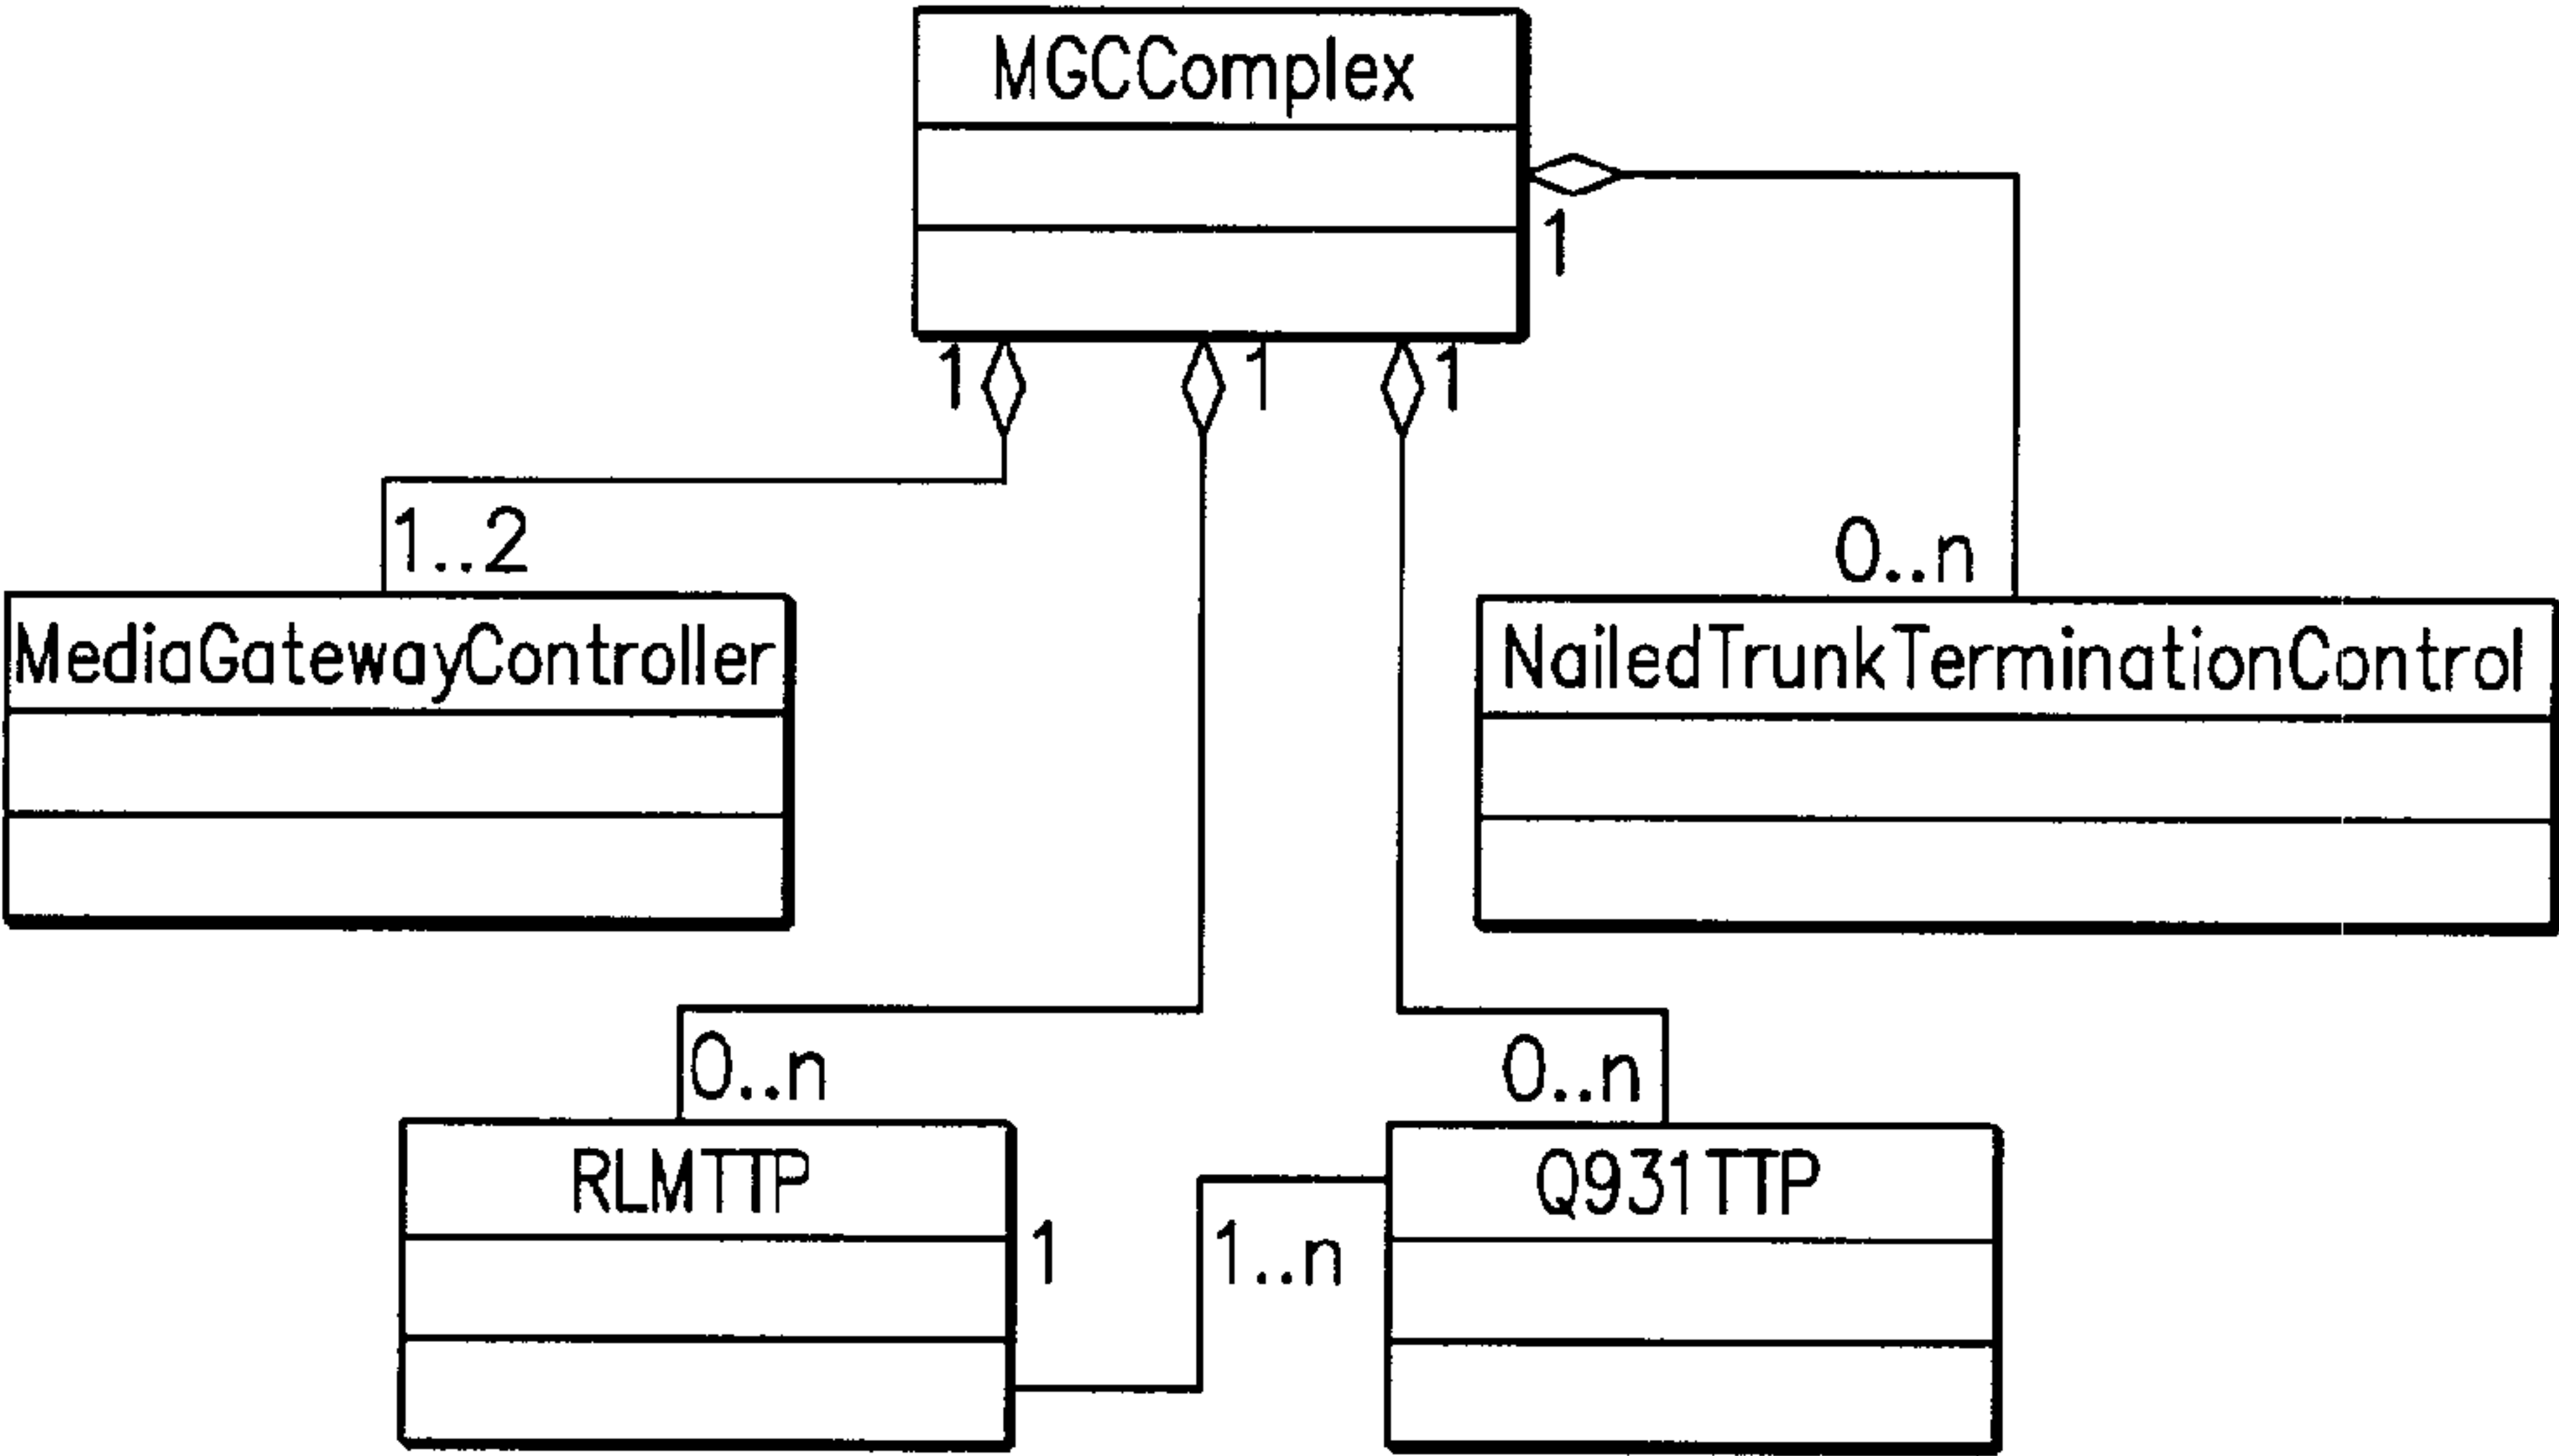 MGCComplex
1
1
1
1
1..2
0..n
MediaGatewayController
NailedTrunkTerminationControl
0..n
0..n
RLMTTP
Q931TTP
1
1..n